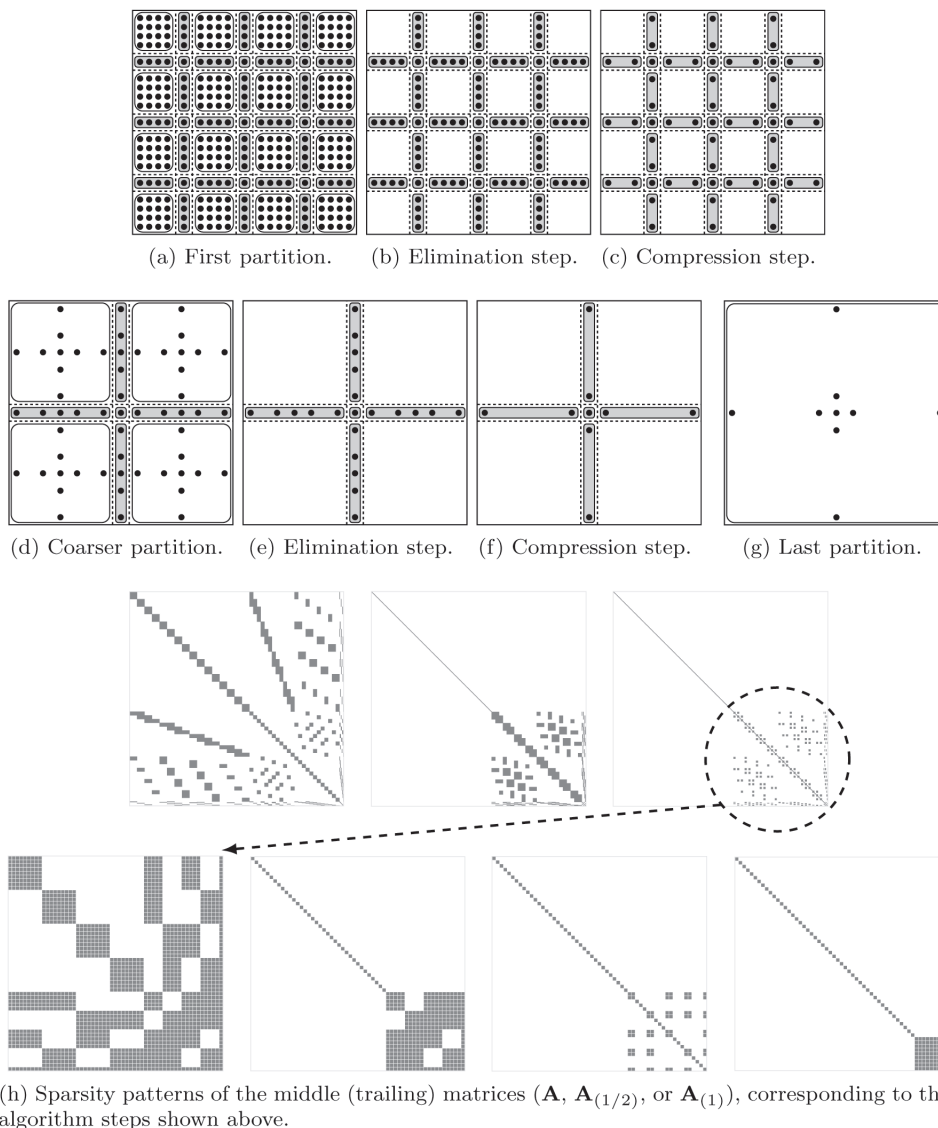 (a) First partition.
(b) Elimination step.
(c) Compression step.
(d) Coarser partition.
(e) Elimination step.
(f) Compression step.
(g) Last partition.
(h) Sparsity patterns of the middle (trailing) matrices (A, A(1/2), or A(1)), corresponding to th
algorithm steps shown above.